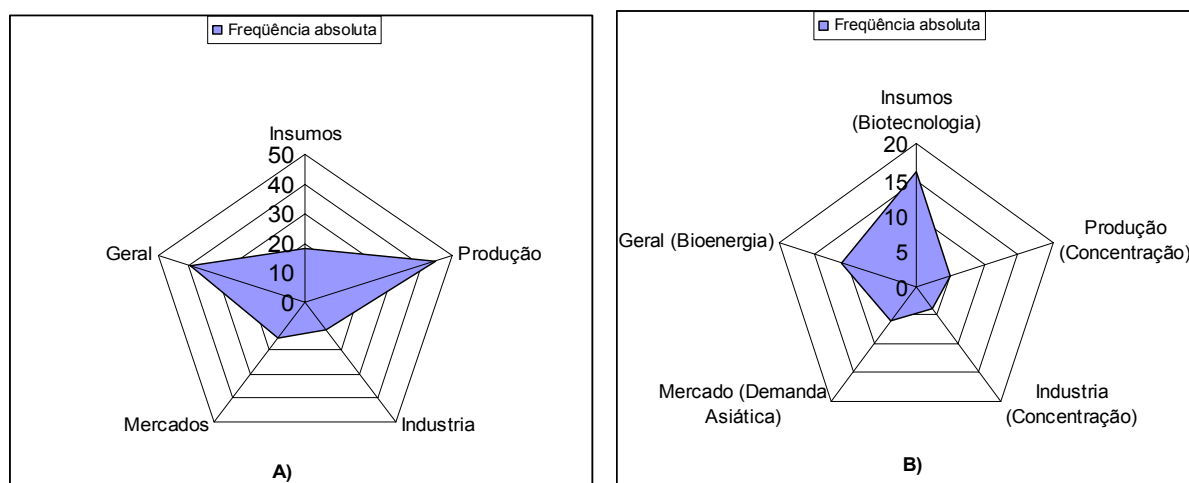 Freqüência absoluta
Insumos
50
40
30
20
10
0
Geral
Produção
Mercados
Industria
A)
Freqüência absoluta
Insumos
(Biotecnologia)
20
15
10
5
0
Geral (Bioenergia)
Produção
(Concentração)
Mercado (Demanda
Asiática)
Industria
(Concentração)
B)